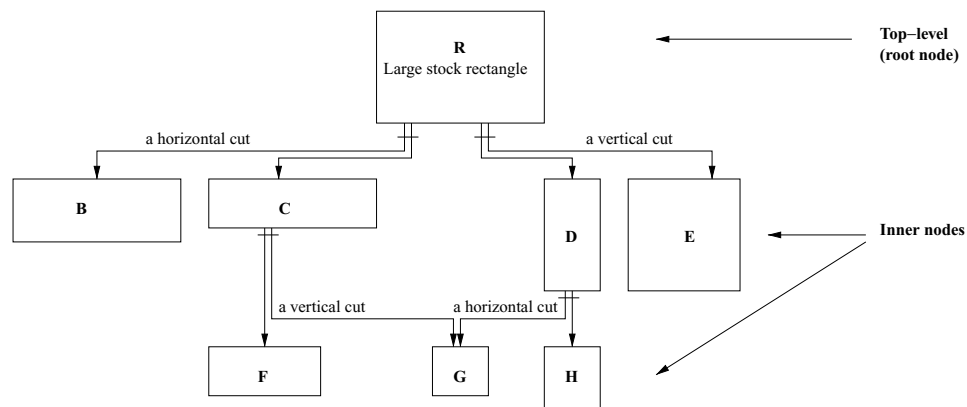 R
Large stock rectangle
Top−level
(root node)
a horizontal cut
a vertical cut
B
C
D
E
Inner nodes
a vertical cut
a horizontal cut
F
G
H